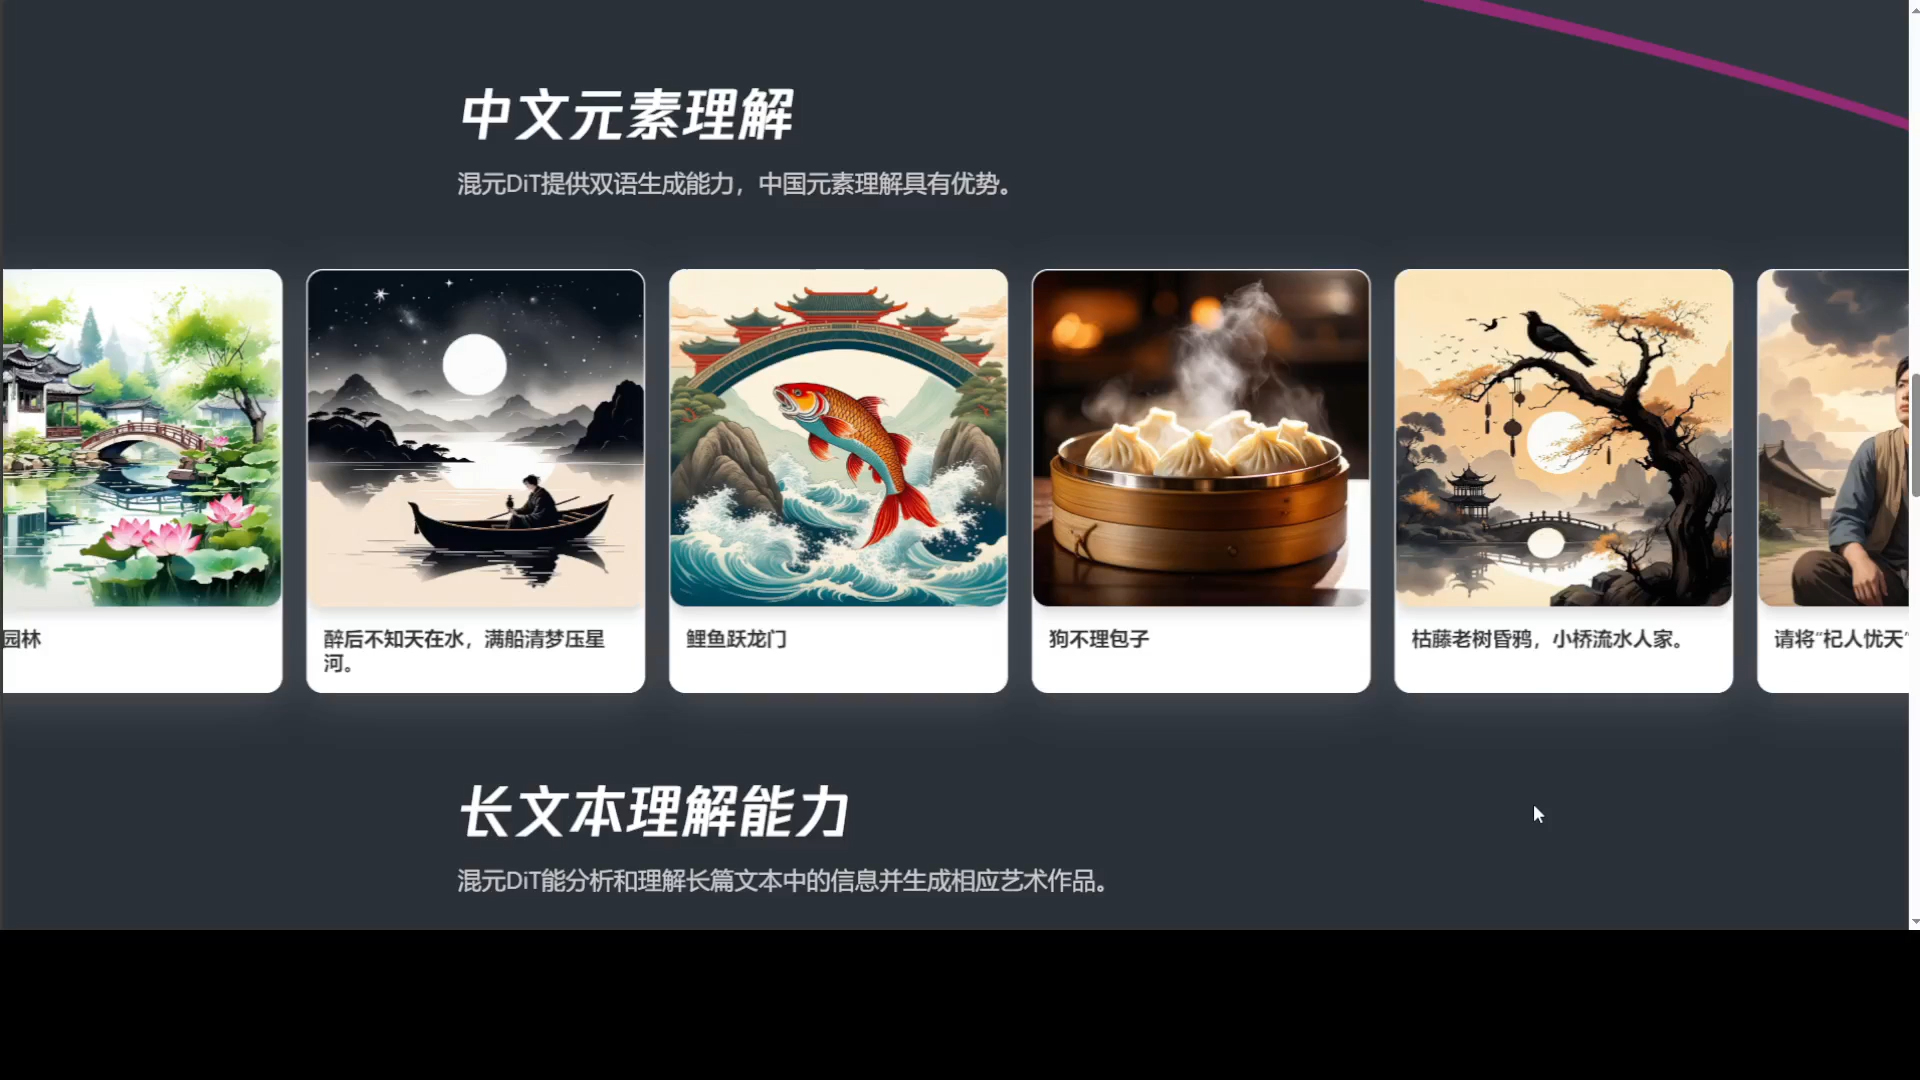 中文元素理解
混元DiT提供双语生成能力，中国元素理解具有优势。
园林
醉后不知天在水，满船清梦压星
河。
鲤鱼跃龙门
狗不理包子
枯藤老树昏鸦，小桥流水人家。
请将“杞人忧天”
长文本理解能力
混元DiT能分析和理解长篇文本中的信息并生成相应艺术作品。